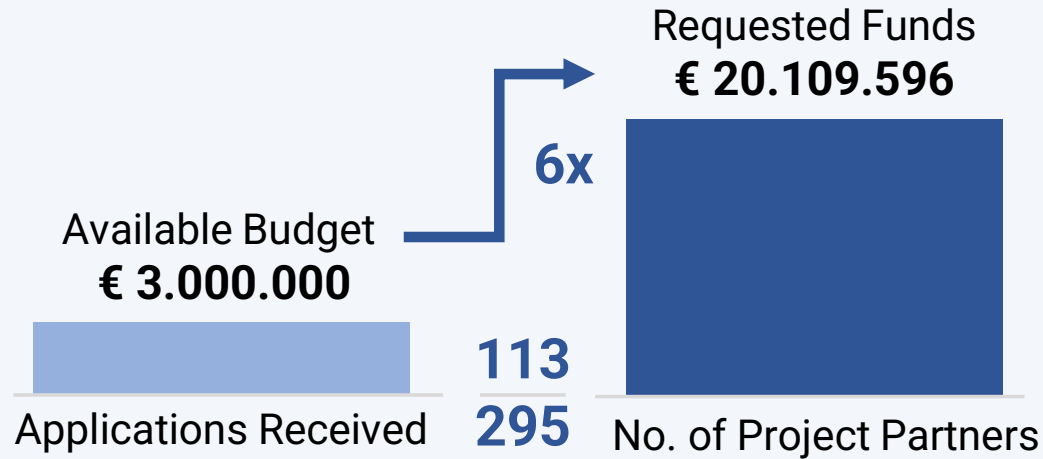 Requested Funds
€ 20.109.596
6x
Available Budget
€ 3.000.000
113
Applications Received
295
No. of Project Partners